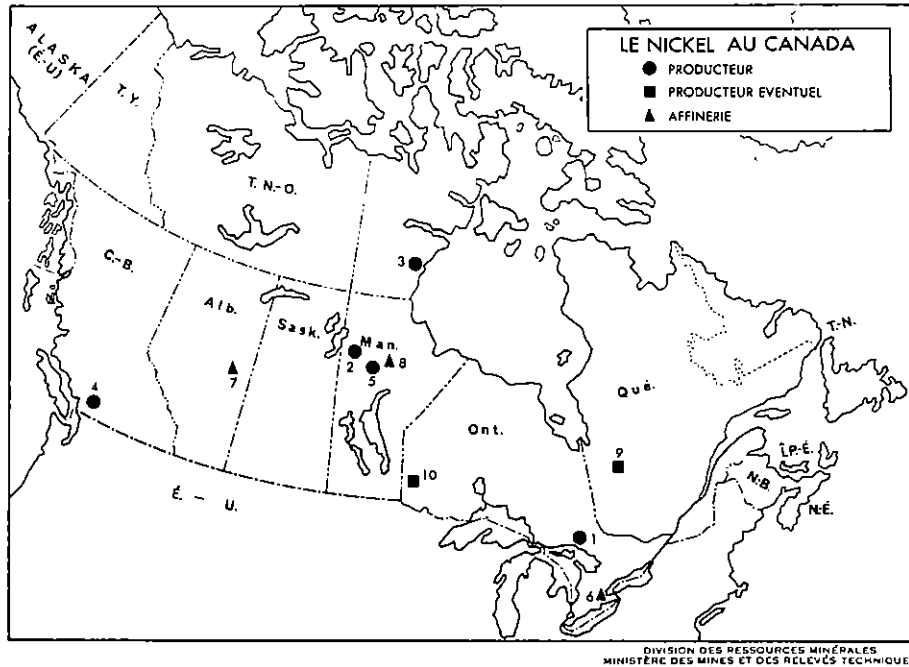 LE NICKEL AU CANADA
PRODUCTEUR
PRODUCTEUR EVENTUEL
AFFINERIE
ALASKA
(É.-U)
T. Y.
T. N.-O.
3
C.-B.
Alb.
Sask.
Man.
2
5
8
7
4
T.-N.
Qué.
Ont.
9
10
Î.P.-É.
N.-B.
N.-É.
É. — U.
1
6
DIVISION DES RESSOURCES MINÉRALES
MINISTÈRE DES MINES ET DES RELEVÉS TECHNIQUE